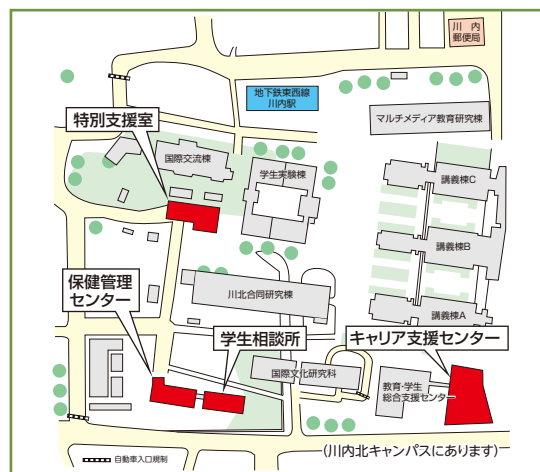 川内
郵便局
地下鉄東西線
川内駅
特別支援室
マルチメディア教育研究棟
国際交流棟
学生実験棟
講義棟C
講義棟B
保健管理
センター
川北合同研究棟
講義棟A
学生相談所
キャリア支援センター
国際文化研究科
教育・学生
総合支援センター
(川内北キャンパスにあります)
自動車入口規制